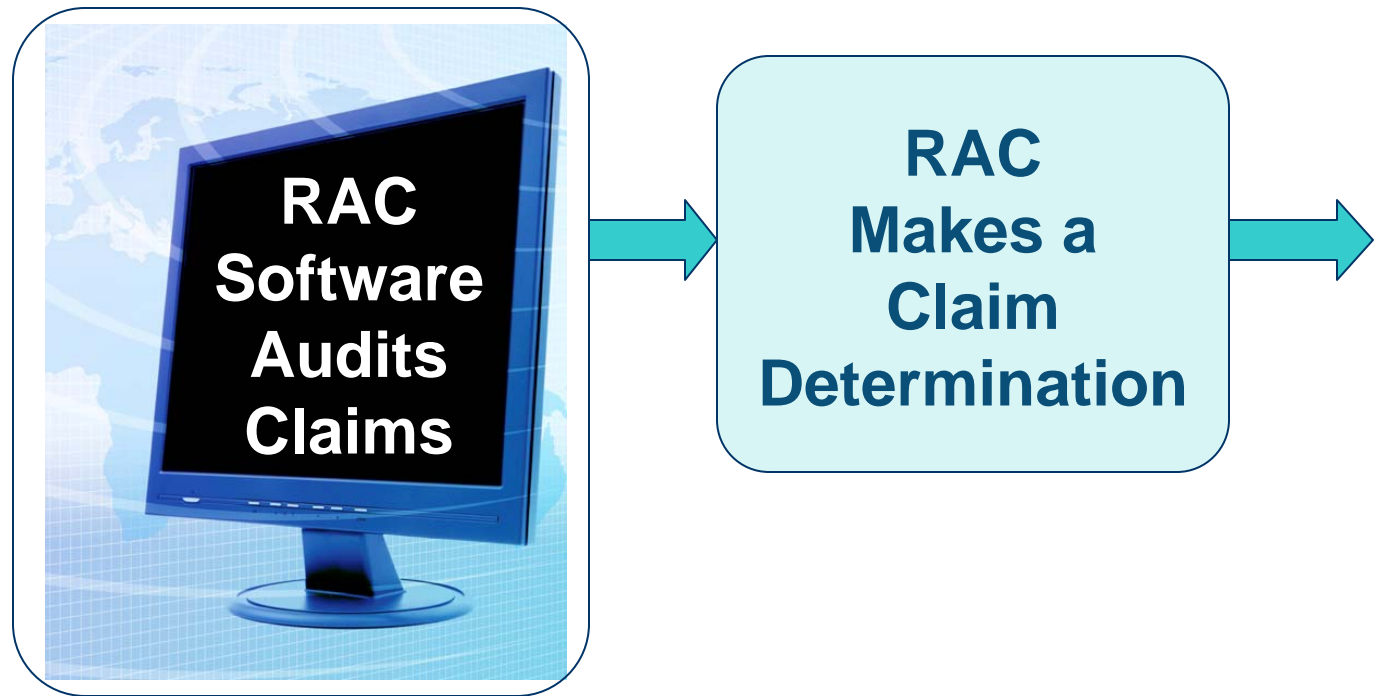 RAC
Software
Audits
Claims
RAC
Makes a
Claim
Determination